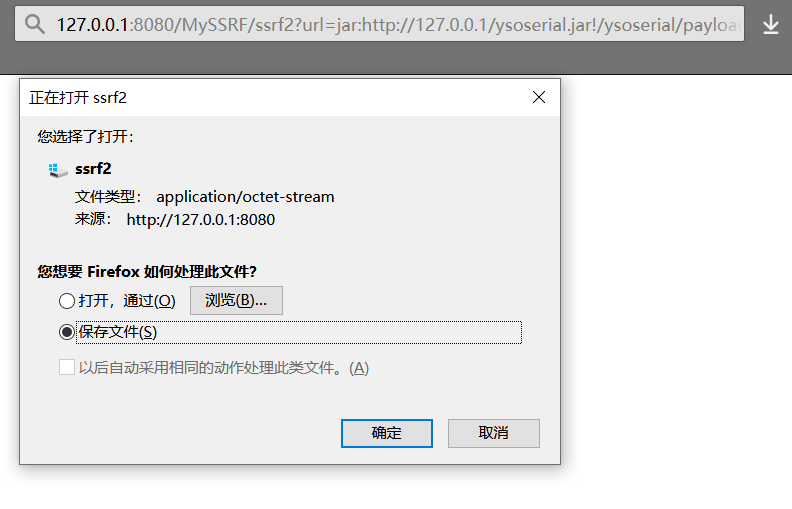 127.0.0.1:8080/MySSRF/ssrf2?url=jar:http://127.0.0.1/ysoserial.jar!/ysoserial/payloa
正在打开 ssrf2
您选择了打开：
ssrf2
文件类型： application/octet-stream
来源： http://127.0.0.1:8080
您想要 Firefox 如何处理此文件？
打开，通过(O) 浏览(B)...
保存文件(S)
以后自动采用相同的动作处理此类文件。(A)
确定 取消